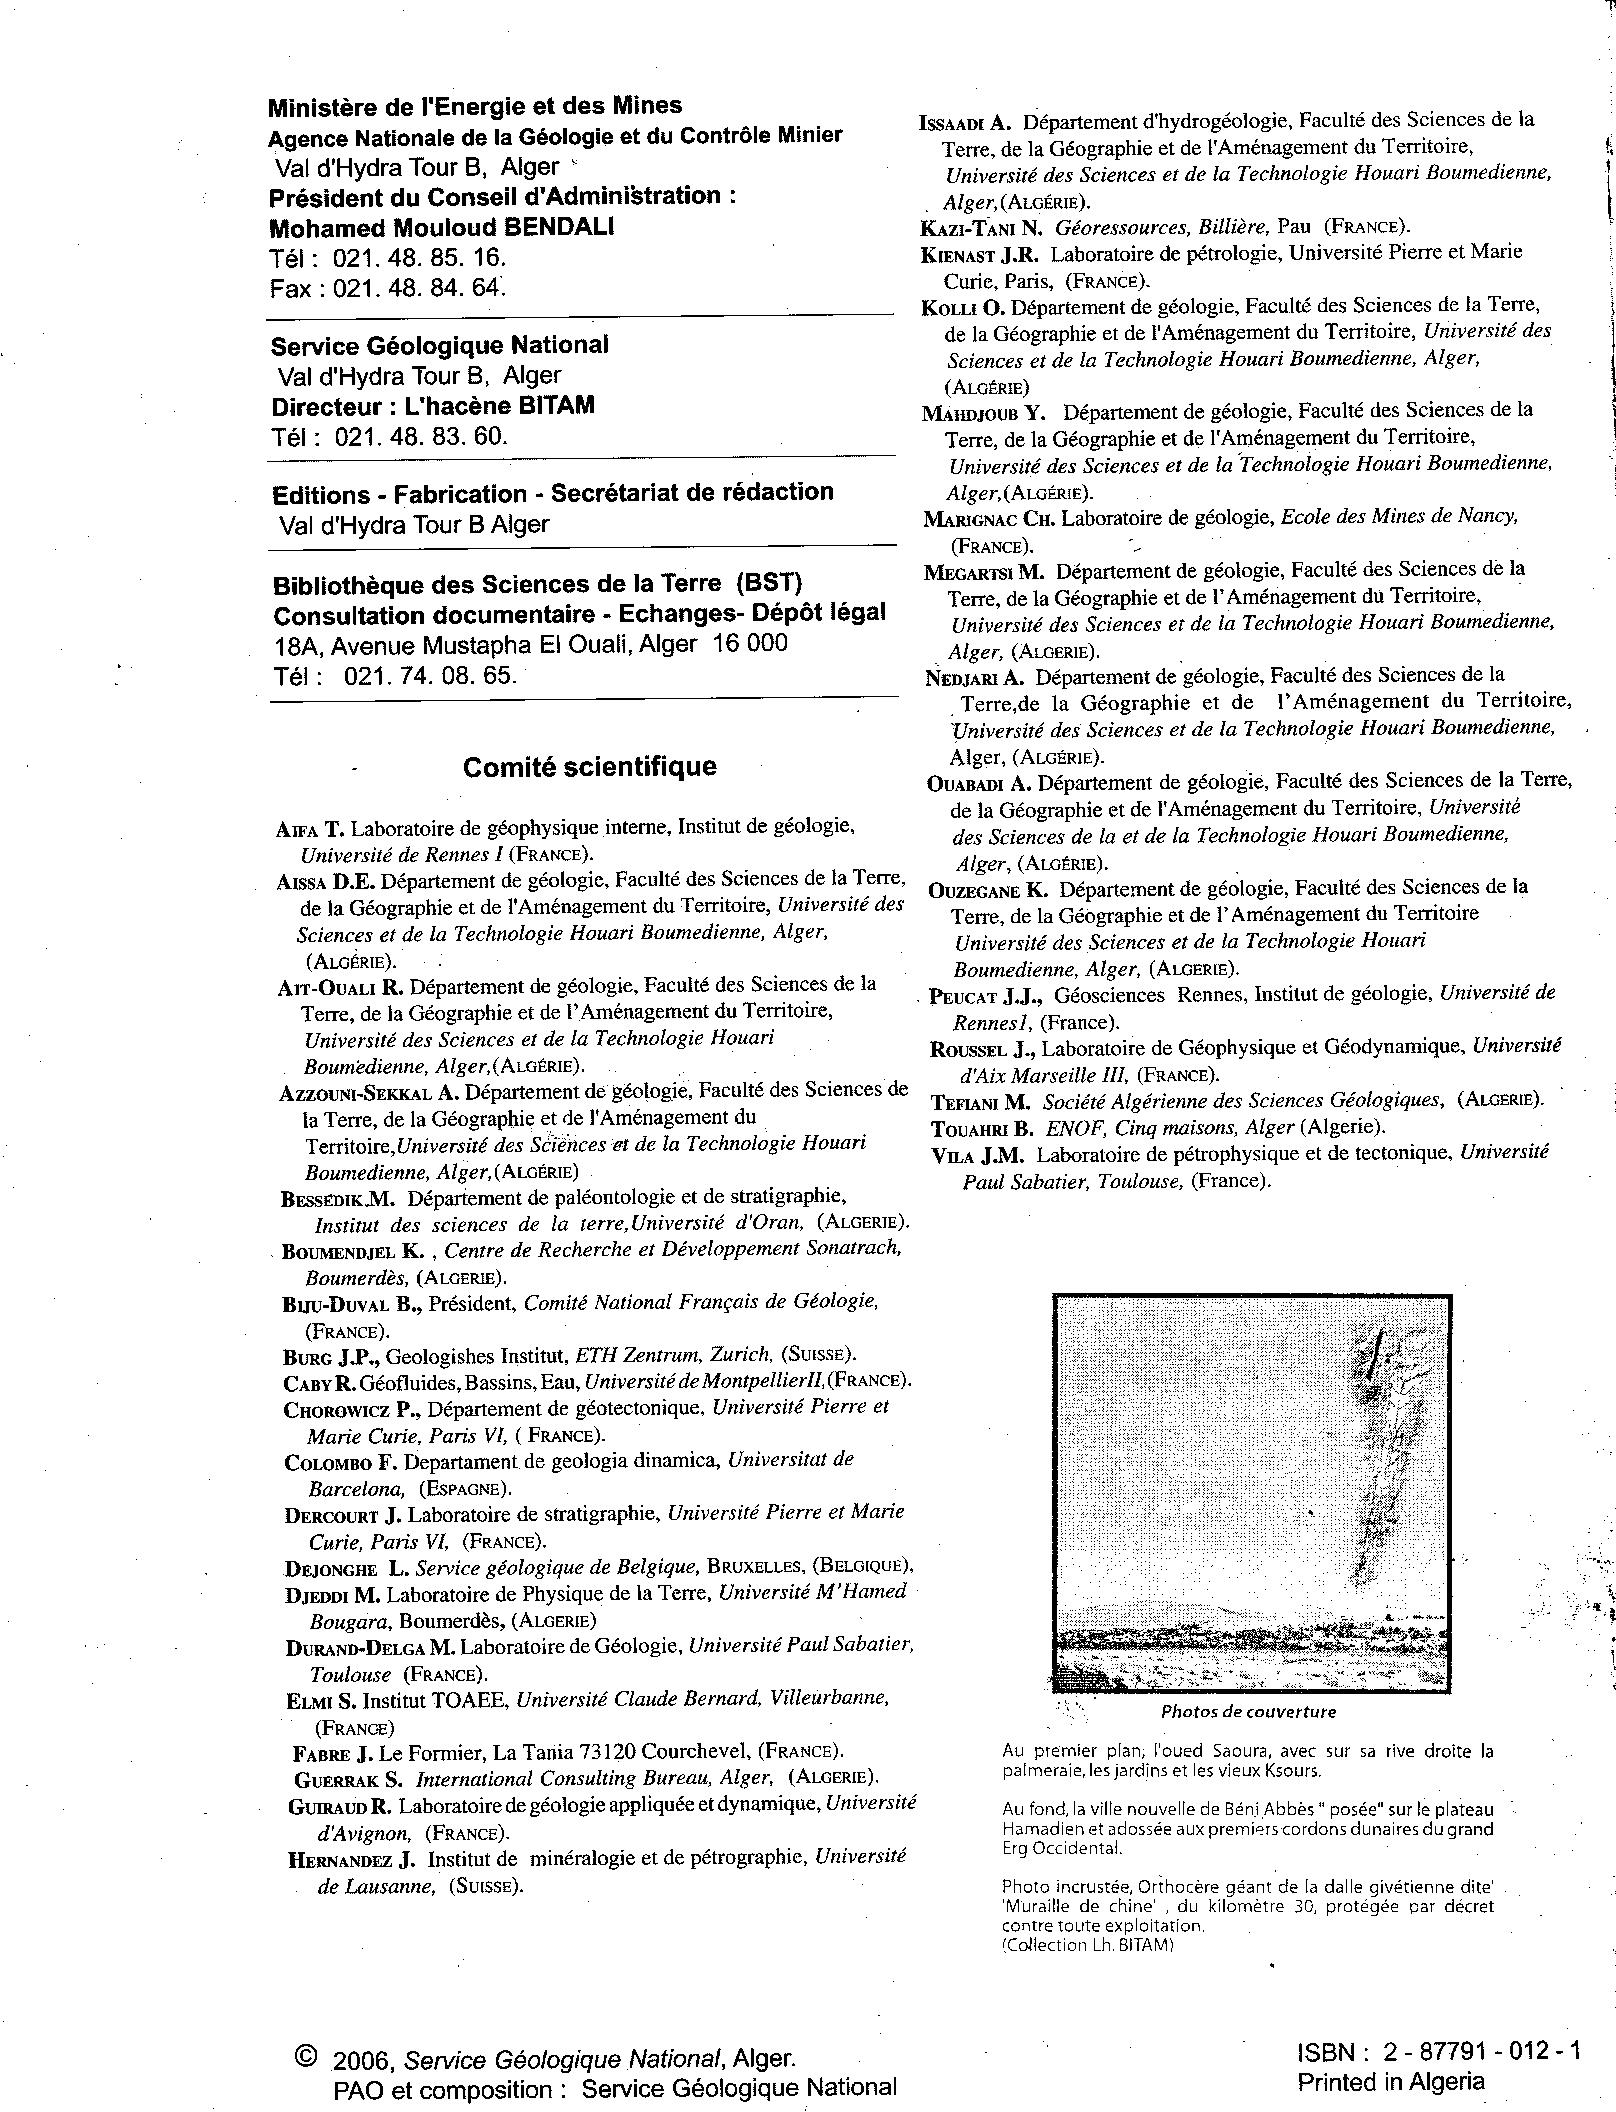 Ministère de l'Energie et des Mines
Agence Nationale de la Géologie et du Contrôle Minier
Val d'Hydra Tour B, Alger
Président du Conseil d'Administration :
Mohamed Mouloud BENDALI
Tél : 021. 48. 85. 16.
Fax : 021. 48. 84. 64.
Service Géologique National
Val d'Hydra Tour B, Alger
Directeur : L'hacène BITAM
Tél : 021. 48. 83. 60.
Editions - Fabrication - Secrétariat de rédaction
Val d'Hydra Tour B Alger
Bibliothèque des Sciences de la Terre (BST)
Consultation documentaire - Echanges- Dépôt légal
18A, Avenue Mustapha El Ouali, Alger 16 000
Tél : 021. 74. 08. 65.
Comité scientifique
AIFA T. Laboratoire de géophysique interne, Institut de géologie,
Université de Rennes I (FRANCE).
AISSA D.E. Département de géologie, Faculté des Sciences de la Terre,
de la Géographie et de l'Aménagement du Territoire, Université des
Sciences et de la Technologie Houari Boumedienne, Alger,
(ALGÉRIE).
AIT-OUALI R. Département de géologie, Faculté des Sciences de la
Terre, de la Géographie et de l'Aménagement du Territoire,
Université des Sciences et de la Technologie Houari
Boumedienne, Alger,(ALGÉRIE).
AZZOUNI-SEKKAL A. Département de géologie, Faculté des Sciences de
la Terre, de la Géographie et de l'Aménagement du
Territoire,Université des Sciences et de la Technologie Houari
Boumedienne, Alger,(ALGÉRIE)
BESSEDIK.M. Département de paléontologie et de stratigraphie,
Institut des sciences de la terre,Université d'Oran, (ALGERIE).
BOUMENDJEL K. , Centre de Recherche et Développement Sonatrach,
Boumerdès, (ALGERIE).
BIJU-DUVAL B., Président, Comité National Français de Géologie,
(FRANCE).
BURG J.P., Geologishes Institut, ETH Zentrum, Zurich, (SUISSE).
CABY R. Géofluides, Bassins, Eau, Université de MontpellierII,(FRANCE).
CHOROWICZ P., Département de géotectonique, Université Pierre et
Marie Curie, Paris VI, ( FRANCE).
COLOMBO F. Departament de geologia dinamica, Universitat de
Barcelona, (ESPAGNE).
DERCOURT J. Laboratoire de stratigraphie, Université Pierre et Marie
Curie, Paris VI, (FRANCE).
DEJONGHE L. Service géologique de Belgique, BRUXELLES, (BELGIQUE),
DJEDDI M. Laboratoire de Physique de la Terre, Université M'Hamed
Bougara, Boumerdès, (ALGERIE)
DURAND-DELGA M. Laboratoire de Géologie, Université Paul Sabatier,
Toulouse (FRANCE).
ELMI S. Institut TOAEE, Université Claude Bernard, Villeurbanne,
(FRANCE)
FABRE J. Le Formier, La Tania 73120 Courchevel, (FRANCE).
GUERRAK S. International Consulting Bureau, Alger, (ALGERIE).
GUIRAUD R. Laboratoire de géologie appliquée et dynamique, Université
d'Avignon, (FRANCE).
HERNANDEZ J. Institut de minéralogie et de pétrographie, Université
de Lausanne, (SUISSE).
ISSAADI A. Département d'hydrogéologie, Faculté des Sciences de la
Terre, de la Géographie et de l'Aménagement du Territoire,
Université des Sciences et de la Technologie Houari Boumedienne,
Alger,(ALGÉRIE).
KAZI-TANI N. Géoressources, Billière, Pau (FRANCE).
KIENAST J.R. Laboratoire de pétrologie, Université Pierre et Marie
Curie, Paris, (FRANCE).
KOLLI O. Département de géologie, Faculté des Sciences de la Terre,
de la Géographie et de l'Aménagement du Territoire, Université des
Sciences et de la Technologie Houari Boumedienne, Alger,
(ALGÉRIE)
MAHDJOUB Y. Département de géologie, Faculté des Sciences de la
Terre, de la Géographie et de l'Aménagement du Territoire,
Université des Sciences et de la Technologie Houari Boumedienne,
Alger,(ALGÉRIE).
MARIGNAC CH. Laboratoire de géologie, Ecole des Mines de Nancy,
(FRANCE).
MEGARTSI M. Département de géologie, Faculté des Sciences de la
Terre, de la Géographie et de l'Aménagement du Territoire,
Université des Sciences et de la Technologie Houari Boumedienne,
Alger, (ALGERIE).
NEDJARI A. Département de géologie, Faculté des Sciences de la
Terre,de la Géographie et de l'Aménagement du Territoire,
Université des Sciences et de la Technologie Houari Boumedienne,
Alger, (ALGÉRIE).
OUABADI A. Département de géologie, Faculté des Sciences de la Terre,
de la Géographie et de l'Aménagement du Territoire, Université
des Sciences de la et de la Technologie Houari Boumedienne,
Alger, (ALGÉRIE).
OUZEGANE K. Département de géologie, Faculté des Sciences de la
Terre, de la Géographie et de l'Aménagement du Territoire
Université des Sciences et de la Technologie Houari
Boumedienne, Alger, (ALGERIE).
PEUCAT J.J., Géosciences Rennes, Institut de géologie, Université de
Rennes1, (France).
ROUSSEL J., Laboratoire de Géophysique et Géodynamique, Université
d'Aix Marseille III, (FRANCE).
TEFIANI M. Société Algérienne des Sciences Géologiques, (ALGERIE).
TOUAHRI B. ENOF, Cinq maisons, Alger (Algerie).
VILA J.M. Laboratoire de pétrophysique et de tectonique, Université
Paul Sabatier, Toulouse, (France).
Photos de couverture
Au premier plan, l'oued Saoura, avec sur sa rive droite la
palmeraie, les jardins et les vieux Ksours.
Au fond, la ville nouvelle de Béni Abbès " posée" sur le plateau
Hamadien et adossée aux premiers cordons dunaires du grand
Erg Occidental.
Photo incrustée, Orthocère géant de la dalle givétienne dite'
'Muraille de chine' , du kilomètre 30, protégée par décret
contre toute exploitation.
(Collection Lh. BITAM)
© 2006, Service Géologique National, Alger.
PAO et composition : Service Géologique National
ISBN : 2 - 87791 - 012 - 1
Printed in Algeria